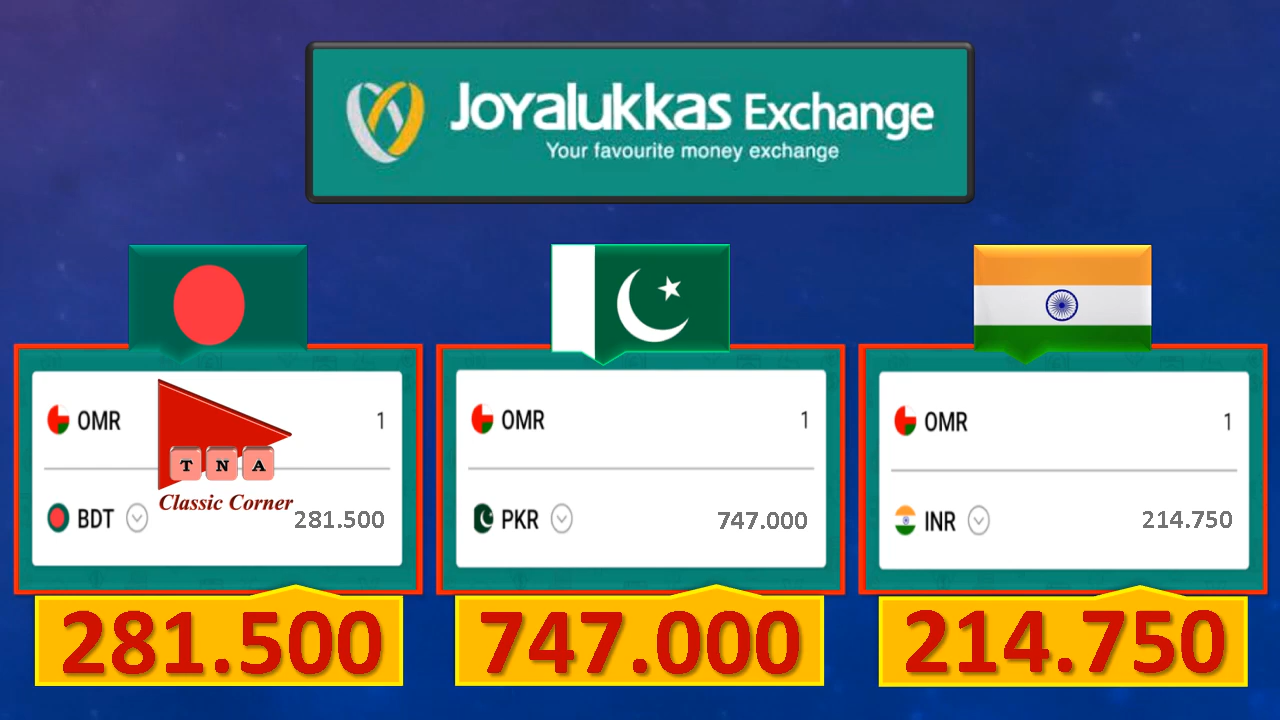 Joyalukkas Exchange
Your favourite money exchange
OMR 1
T N A
Classic Corner
BDT 281.500
281.500
OMR 1
PKR 747.000
747.000
OMR 1
INR 214.750
214.750